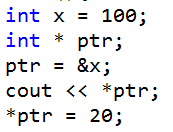 int x = 100;
int * ptr;
ptr = &x;
cout << *ptr;
*ptr = 20;